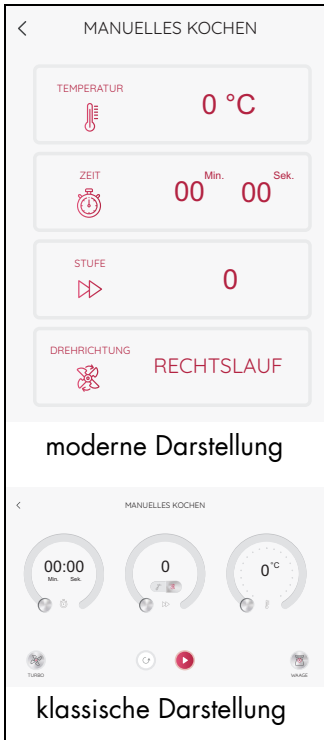 MANUELLES KOCHEN
TEMPERATUR
0 °C
ZEIT
00 Min. 00 Sek.
STUFE
0
DREHRICHTUNG
RECHTSLAUF
moderne Darstellung
MANUELLES KOCHEN
00:00
Min. Sek.
0
0°C
TURBO
WAAGE
klassische Darstellung